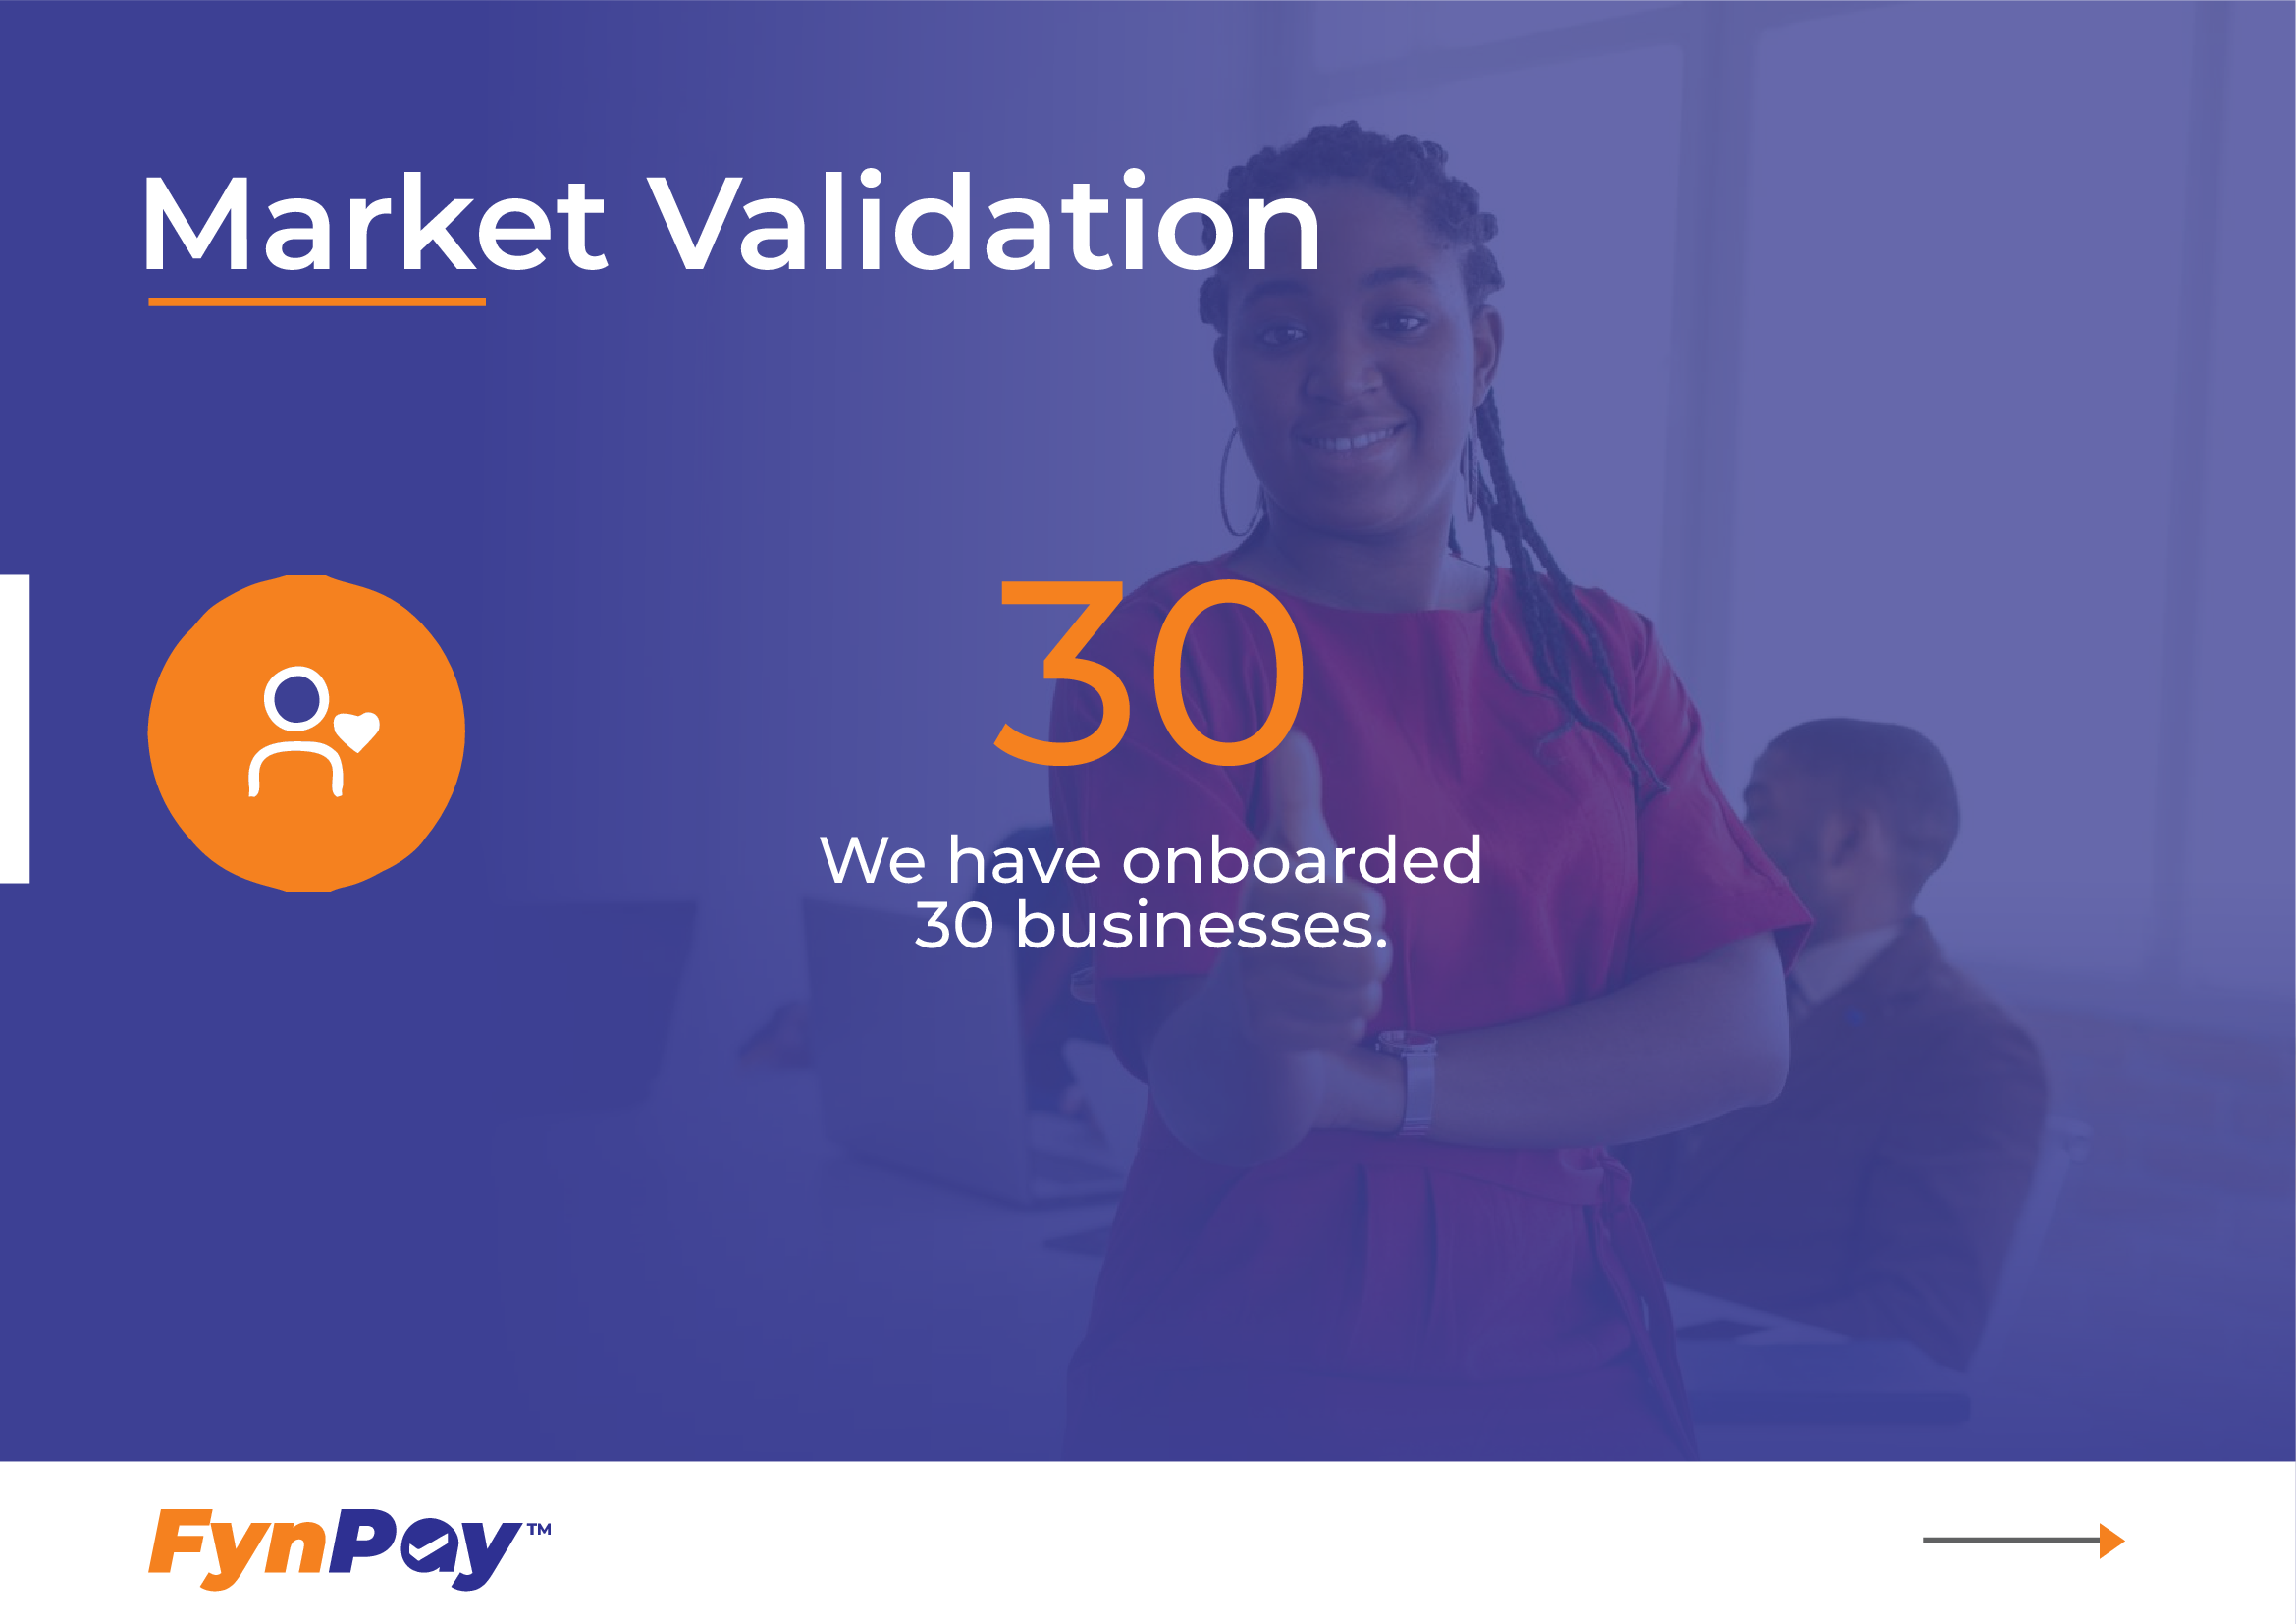 Market Validation
30
We have onboarded
30 businesses.
FynPay™